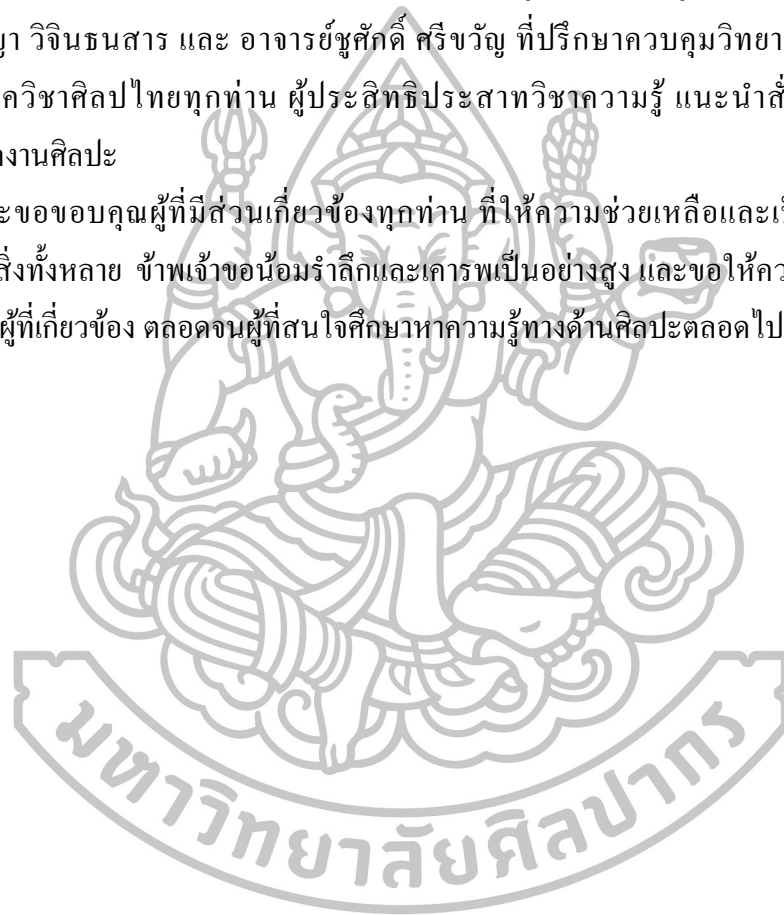 ญา วิจินธนสาร และ อาจารย์ชูศักดิ์ ศรีขวัญ ที่ปรึกษาควบคุมวิทยา
ควิชาศิลปไทยทุกท่าน ผู้ประสิทธิประสาทวิชาความรู้ แนะนำสั่
งานศิลปะ
ะขอขอบคุณผู้ที่มีส่วนเกี่ยวข้องทุกท่าน ที่ให้ความช่วยเหลือและเ
สิ่งทั้งหลาย ข้าพเจ้าขอน้อมรำลึกและเคารพเป็นอย่างสูง และขอให้คว
ผู้ที่เกี่ยวข้อง ตลอดจนผู้ที่สนใจศึกษาหาความรู้ทางด้านศิลปะตลอดไป
มหาวิทยาลัยศิลปากร